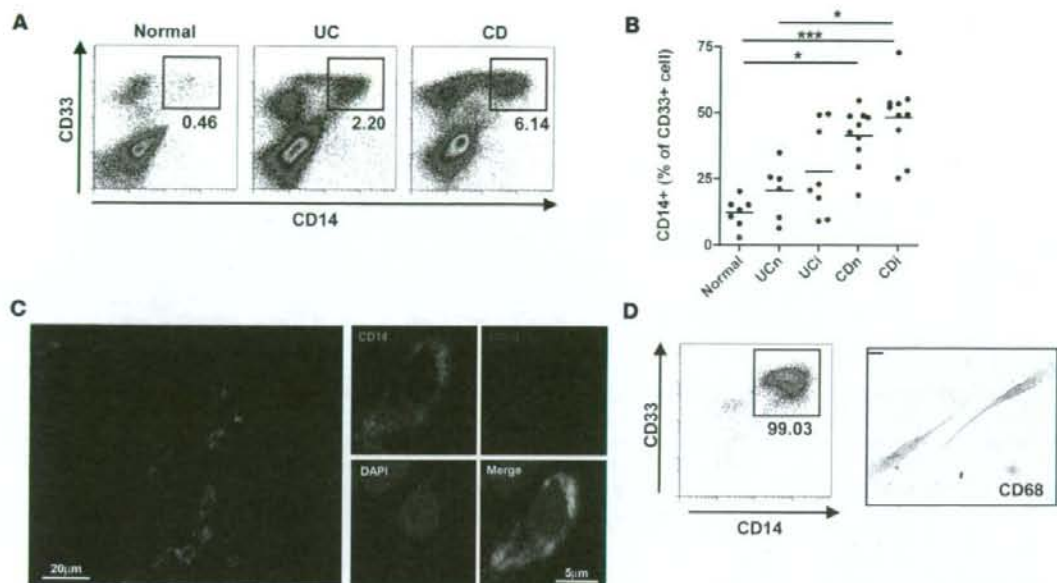 A
Normal
UC
CD
CD33
0.46
2.20
6.14
CD14
B
*
***
*
CD14+ (% of CD33+ cell)
75
50
25
0
Normal
UCn
UCi
CDn
CDi
C
CD14
DAPI
Merge
20μm
5μm
D
CD33
99.03
CD14
CD68